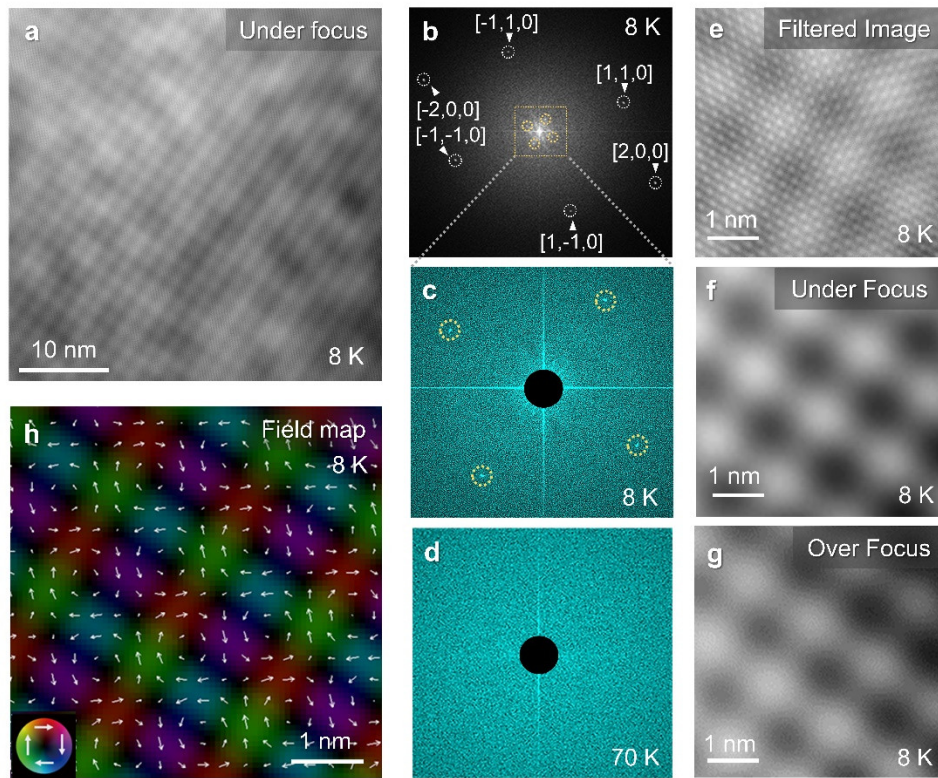 a
Under focus
10 nm
8 K
b
[-1,1,0]
8 K
[1,1,0]
[-2,0,0]
[-1,-1,0]
[2,0,0]
[1,-1,0]
c
8 K
d
70 K
e
Filtered Image
1 nm
8 K
f
Under Focus
1 nm
8 K
g
Over Focus
1 nm
8 K
h
Field map
8 K
1 nm